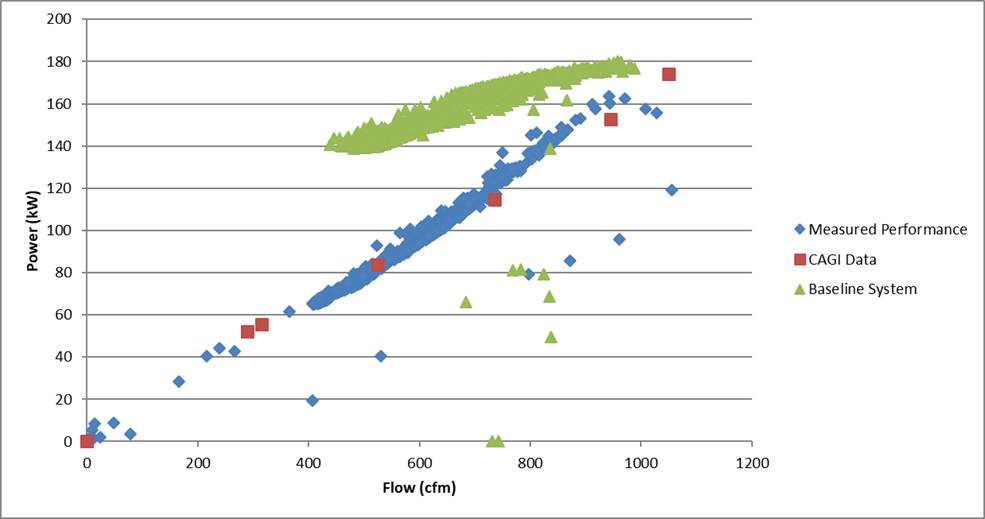 200
180
160
140
120
100
80
60
40
20
0
Power (kW)
0 200 400 600 800 1000 1200
Flow (cfm)
Measured Performance
CAGI Data
Baseline System